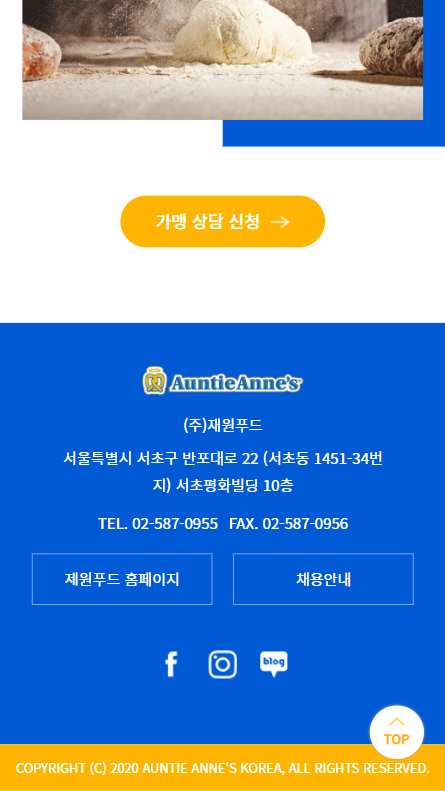 가맹 상담 신청
AuntieAnne's
(주)재원푸드
서울특별시 서초구 반포대로 22 (서초동 1451-34번
지) 서초평화빌딩 10층
TEL. 02-587-0955 FAX. 02-587-0956
제원푸드 홈페이지 채용안내
f blog
TOP
COPYRIGHT (C) 2020 AUNTIE ANNE'S KOREA, ALL RIGHTS RESERVED.